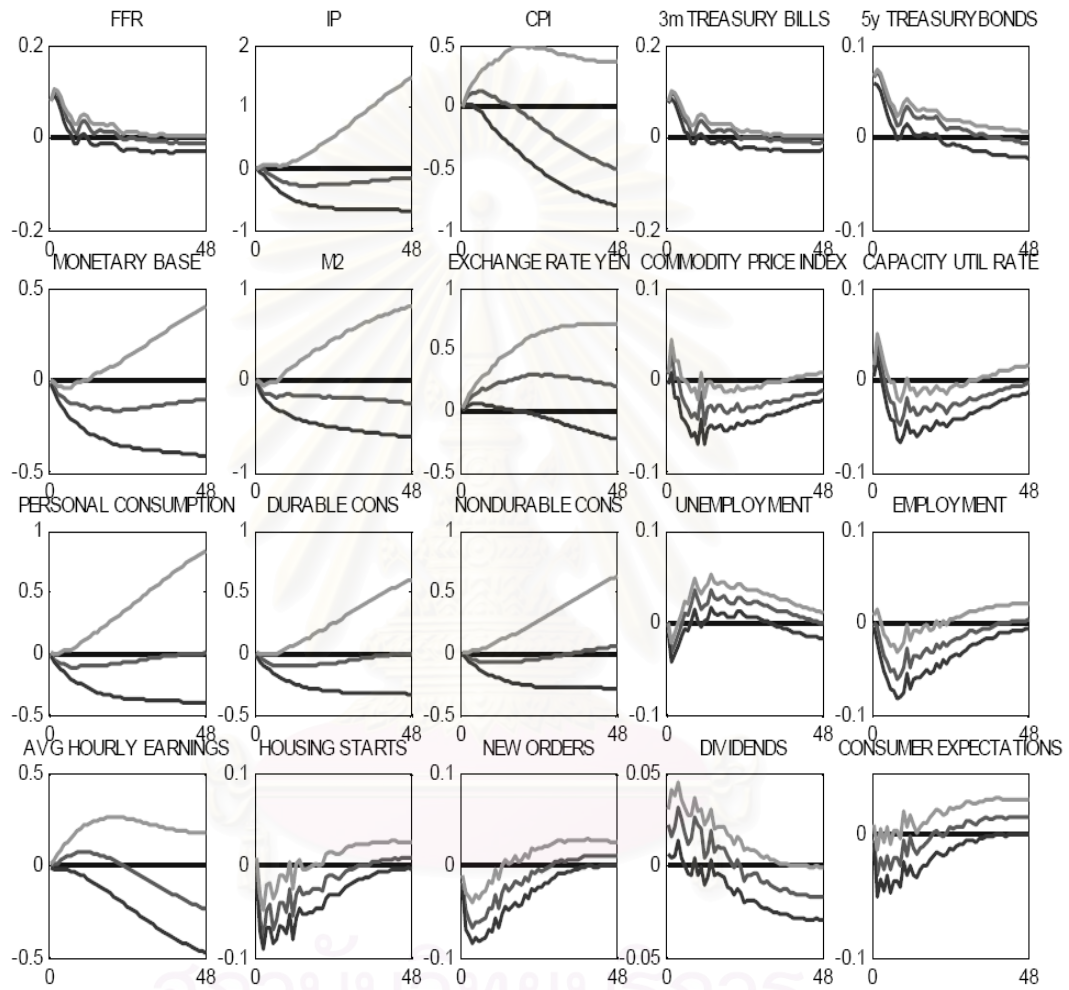 FFR IP CPI 3m TREASURY BILLS 5y TREASURY BONDS
0.2 2 0.5 0.2 0.1
1
0 0 0 0
0 -0.5
-0.2 -1 -1 -0.2 -0.1
0 48 0 48 0 48 0 48 0 48
MONETARY BASE M2 EXCHANGE RATE YEN COMMODITY PRICE INDEX CAPACITY UTIL RATE
0.5 1 1 0.1 0.1
0.5
0 0 0 0
0
-0.5 -1 -0.5 -0.1 -0.1
0 48 0 48 0 48 0 48 0 48
PERSONAL CONSUMPTION DURABLE CONS NONDURABLE CONS UNEMPLOYMENT EMPLOYMENT
1 1 1 0.1 0.1
0.5 0.5 0.5
0 0
0 0 0
-0.5 -0.5 -0.5 -0.1 -0.1
0 48 0 48 0 48 0 48 0 48
AVG HOURLY EARNINGS HOUSING STARTS NEW ORDERS DIVIDENDS CONSUMER EXPECTATIONS
0.5 0.1 0.1 0.05
0
0 0 0 0
-0.5 -0.1 -0.1 -0.05 -0.1
0 48 0 48 0 48 0 48 0 48